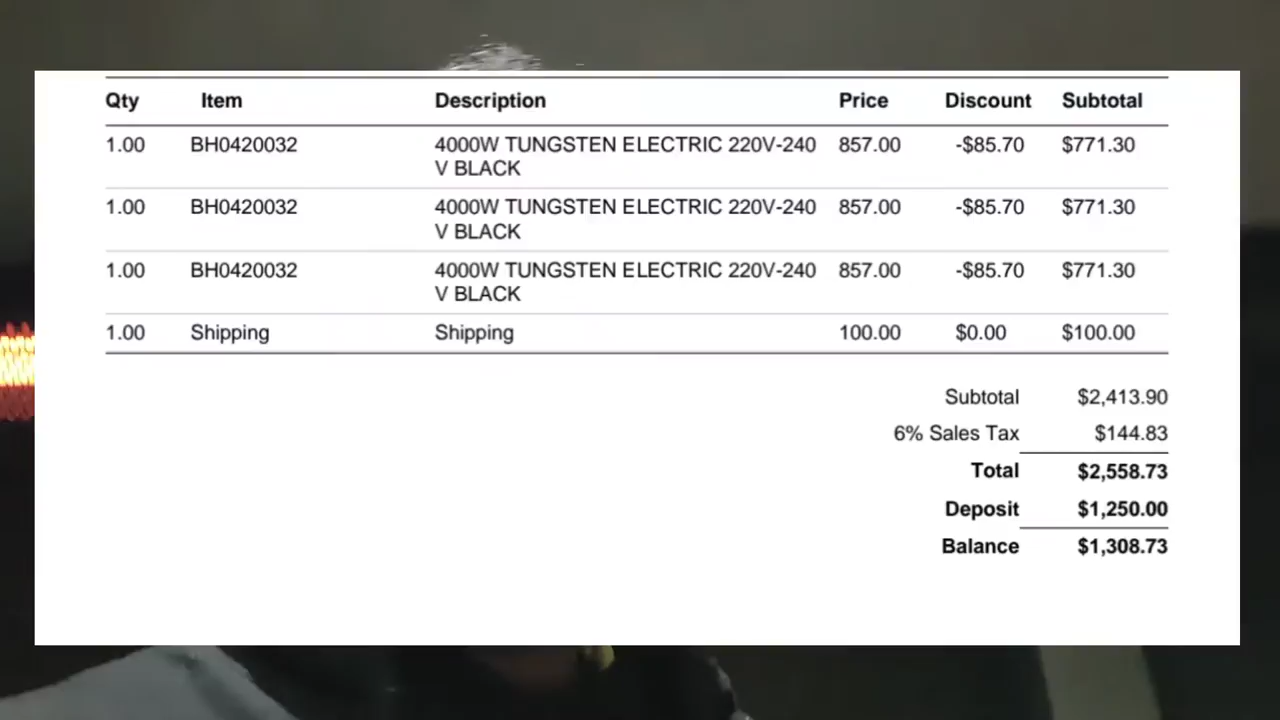 Qty Item Description Price Discount Subtotal
1.00 BH0420032 4000W TUNGSTEN ELECTRIC 220V-240 857.00 -$85.70 $771.30
V BLACK
1.00 BH0420032 4000W TUNGSTEN ELECTRIC 220V-240 857.00 -$85.70 $771.30
V BLACK
1.00 BH0420032 4000W TUNGSTEN ELECTRIC 220V-240 857.00 -$85.70 $771.30
V BLACK
1.00 Shipping Shipping 100.00 $0.00 $100.00
Subtotal $2,413.90
6% Sales Tax $144.83
Total $2,558.73
Deposit $1,250.00
Balance $1,308.73